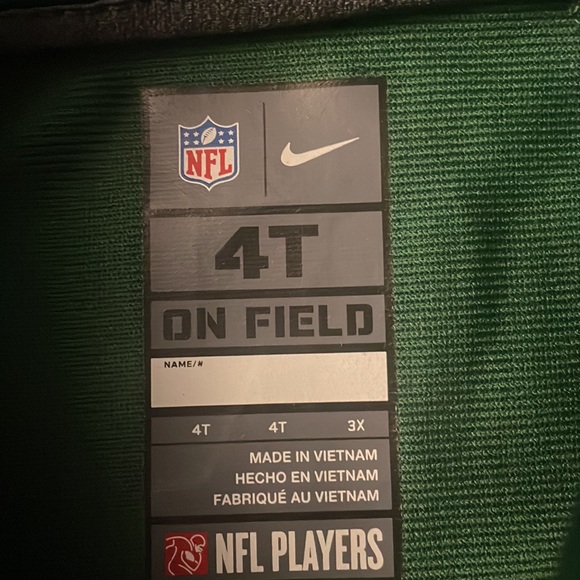 NFL
4T
ON FIELD
NAME/#
4T 4T 3X
MADE IN VIETNAM
HECHO EN VIETNAM
FABRIQUÉ AU VIETNAM
NFL PLAYERS